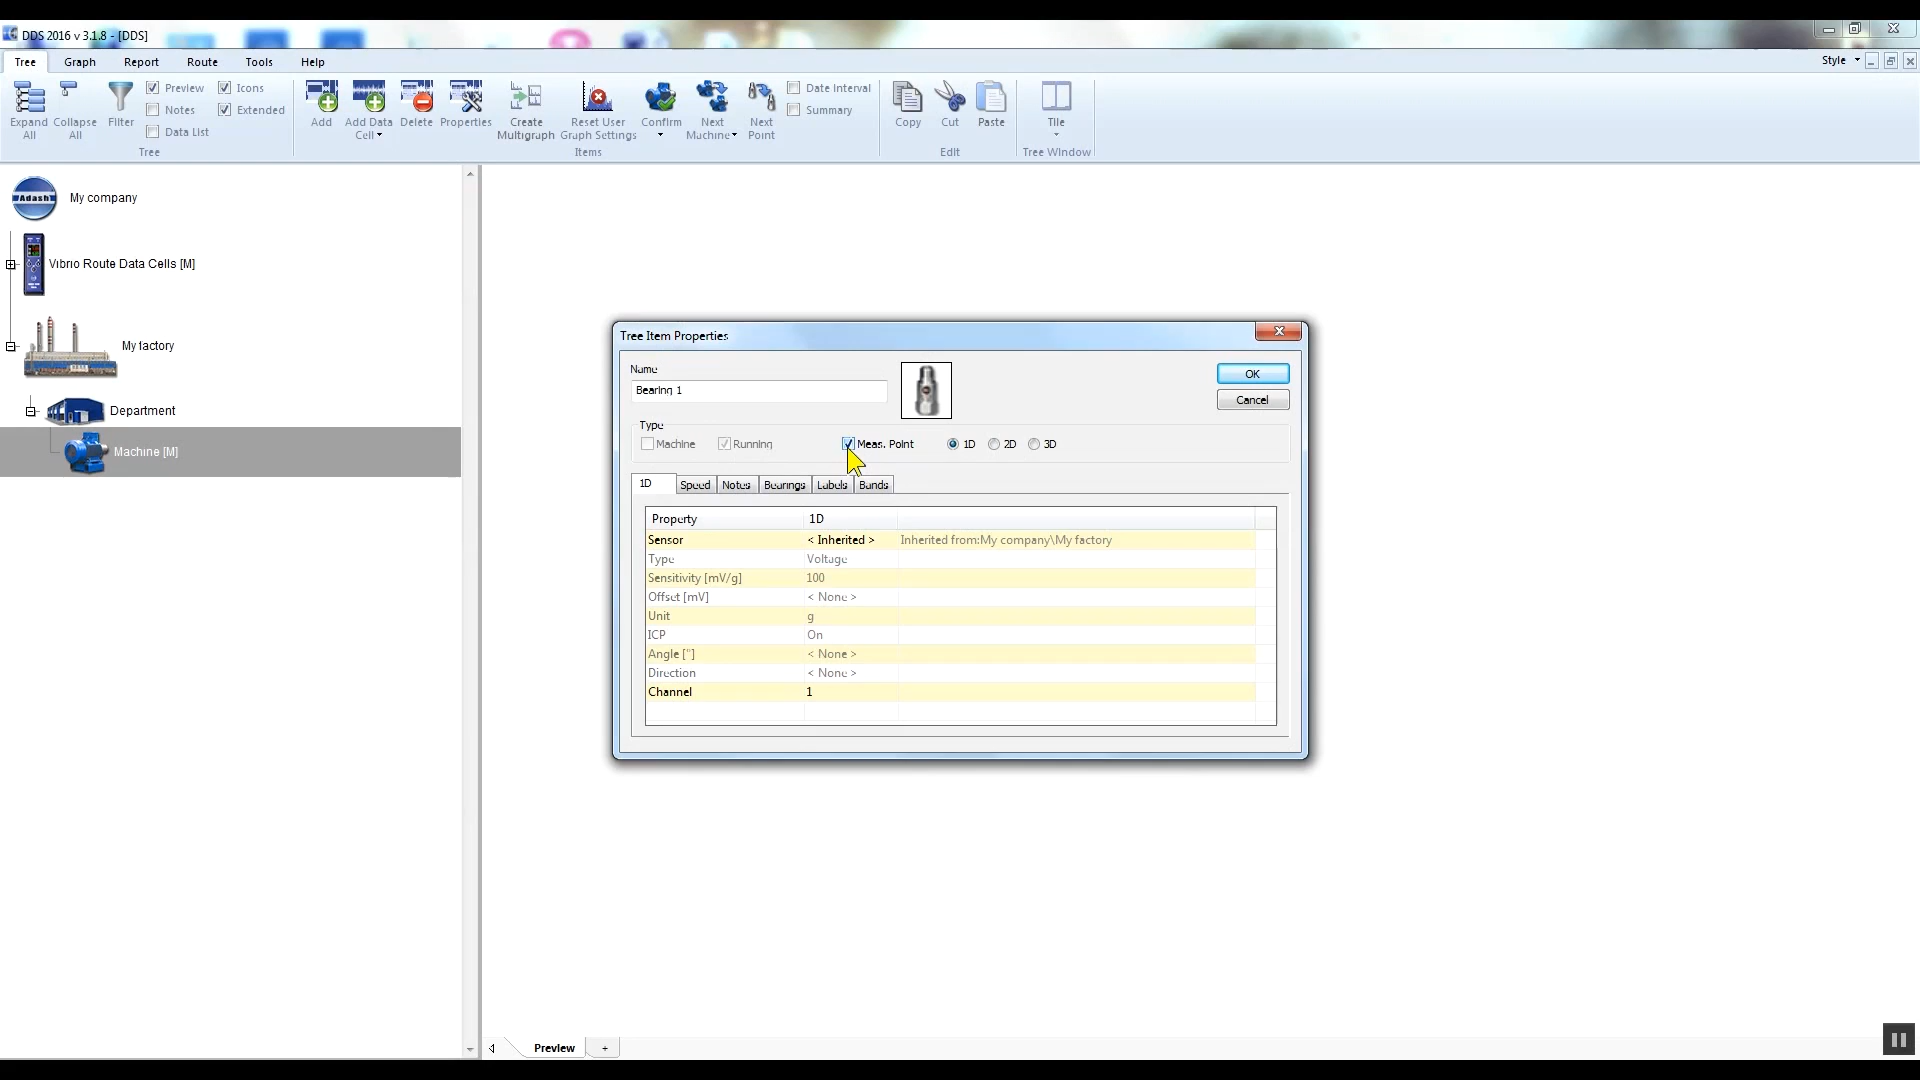 DDS 2016 v 3.1.8 - [DDS]
Tree Graph Report Route Tools Help Style
Expand All
Collapse All
Filter
Preview
Notes
Data List
Icons
Extended
Tree
Add
Add Data Cell
Delete
Properties
Create Multigraph
Reset User Graph Settings
Confirm
Next Machine
Next Point
Date Interval
Summary
Items
Copy
Cut
Paste
Edit
Tile
Tree Window
Adash
My company
Vibrio Route Data Cells [M]
My factory
Department
Machine [M]
Tree Item Properties
Name
Bearing 1
OK
Cancel
Type
Machine Running Meas. Point 1D 2D 3D
1D Speed Notes Bearings Labels Bands
Property 1D
Sensor < Inherited > Inherited from:My company\My factory
Type Voltage
Sensitivity [mV/g] 100
Offset [mV] < None >
Unit g
ICP On
Angle [°] < None >
Direction < None >
Channel 1
Preview +